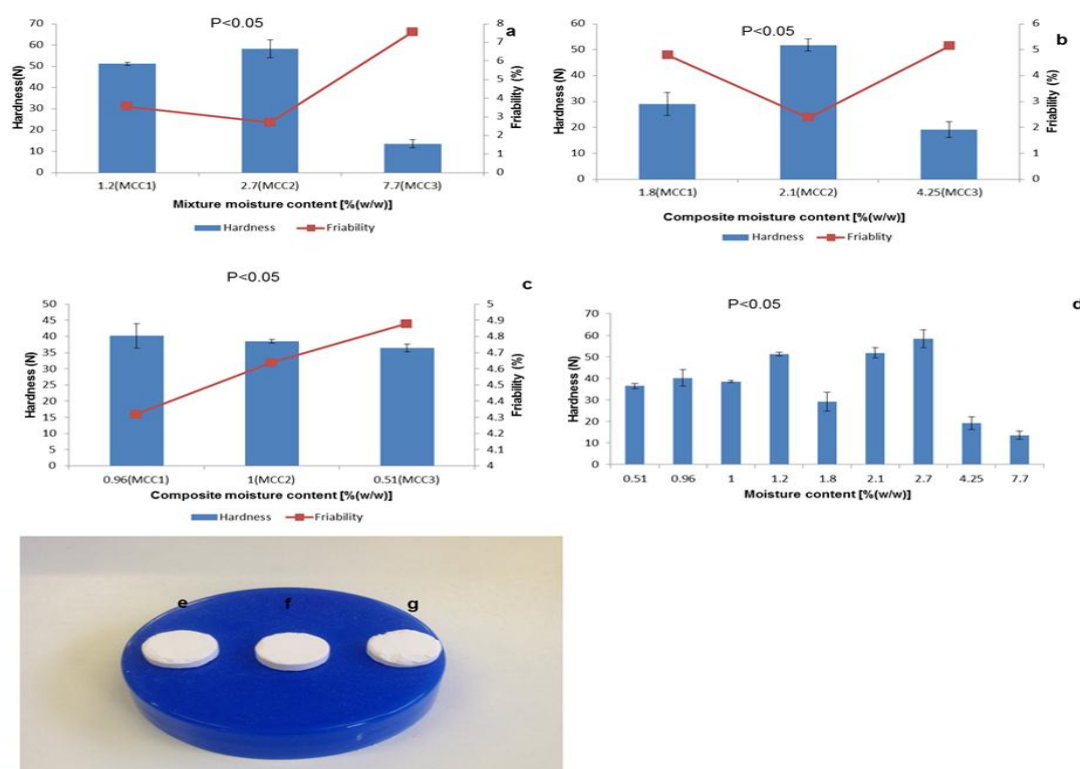 P<0.05
a
70
60
50
40
30
20
10
0
Hardness(N)
8
7
6
5
4
3
2
1
0
Friability (%)
1.2(MCC1) 2.7(MCC2) 7.7(MCC3)
Mixture moisture content [%(w/w)]
Hardness Friability
P<0.05
b
60
50
40
30
20
10
0
Hardness (N)
6
5
4
3
2
1
0
Friability (%)
1.8(MCC1) 2.1(MCC2) 4.25(MCC3)
Composite moisture content [%(w/w)]
Hardness Friablity
P<0.05
c
50
45
40
35
30
25
20
15
10
5
0
Hardness (N)
5
4.9
4.8
4.7
4.6
4.5
4.4
4.3
4.2
4.1
4
Friability (%)
0.96(MCC1) 1(MCC2) 0.51(MCC3)
Composite moisture content [%(w/w)]
Hardness Friability
P<0.05
d
70
60
50
40
30
20
10
0
Hardness (N)
0.51 0.96 1 1.2 1.8 2.1 2.7 4.25 7.7
Moisture content [%(w/w)]
e f g